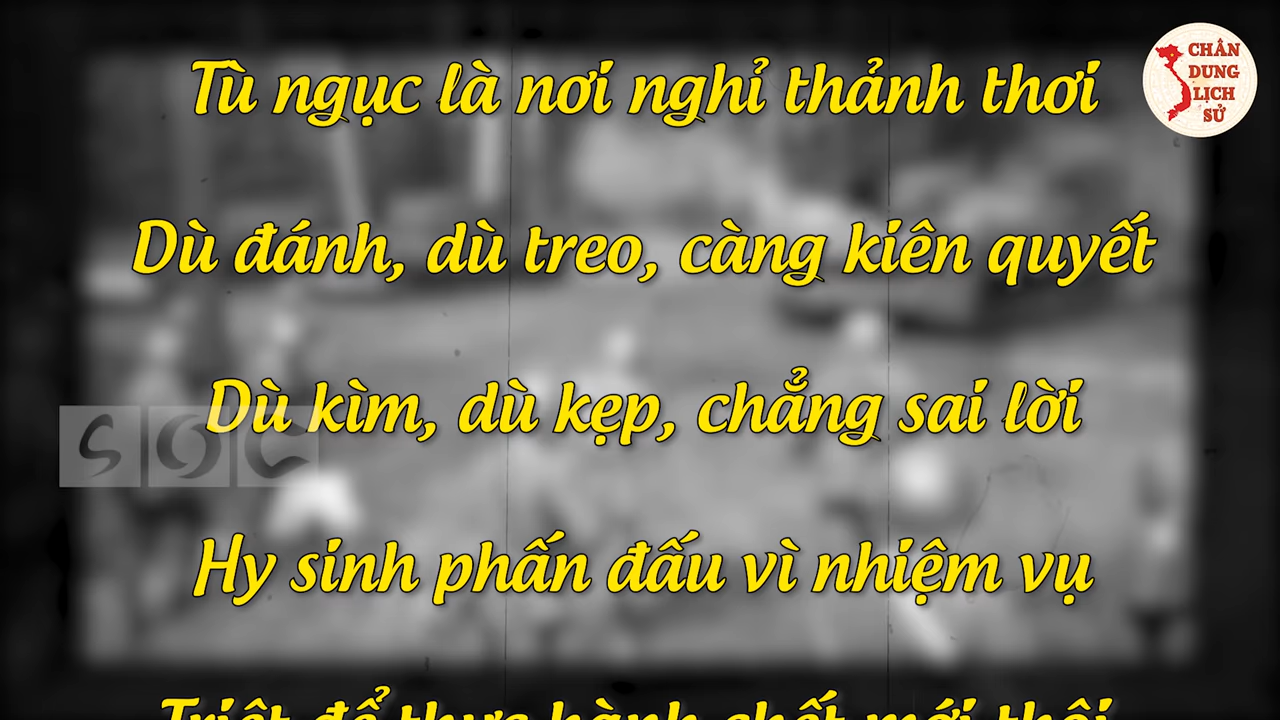 Tù ngục là nơi nghỉ thảnh thơi
CHÂN
DUNG
LỊCH
SỬ
Dù đánh, dù treo, càng kiên quyết
Dù kìm, dù kẹp, chẳng sai lời
SOC
Hy sinh phấn đấu vì nhiệm vụ
Triệt để thực hành chết mới thôi